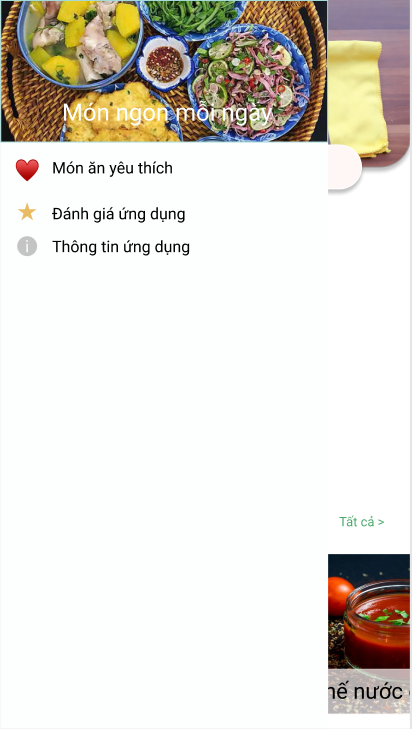 Món ngon mỗi ngày
Món ăn yêu thích
Đánh giá ứng dụng
Thông tin ứng dụng
Tất cả >
nước